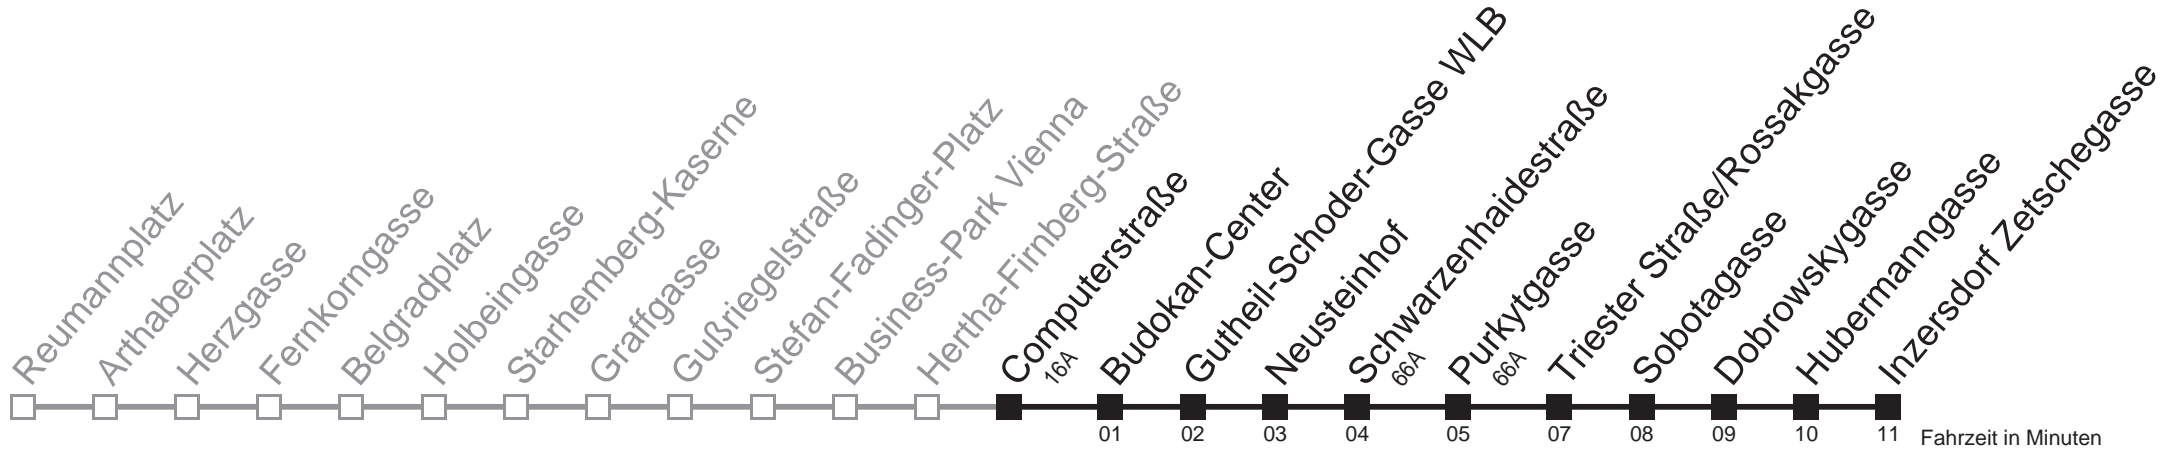 Reumannplatz
Arthaberplatz
Herzgasse
Fernkorngasse
Belgradplatz
Holbeingasse
Starhemberg-Kaserne
Graffgasse
Gußriegelstraße
Stefan-Fadinger-Platz
Business-Park Vienna
Hertha-Firnberg-Straße
Computerstraße
16A
Budokan-Center
Gutheil-Schoder-Gasse WLB
Neusteinhof
Schwarzenhaidestraße
66A
Purkytgasse
66A
Triester Straße/Rossakgasse
Sobotagasse
Dobrowskygasse
Hubermanngasse
Inzersdorf Zetschegasse
01 02 03 04 05 07 08 09 10 11 Fahrzeit in Minuten